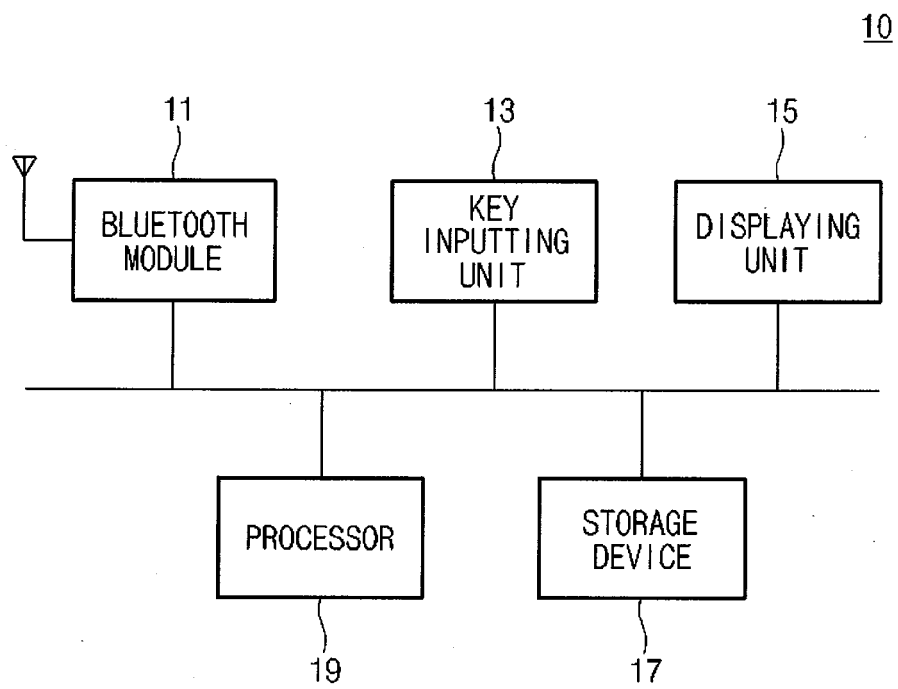 10
11
13
15
BLUETOOTH
MODULE
KEY
INPUTTING
UNIT
DISPLAYING
UNIT
PROCESSOR
STORAGE
DEVICE
19
17